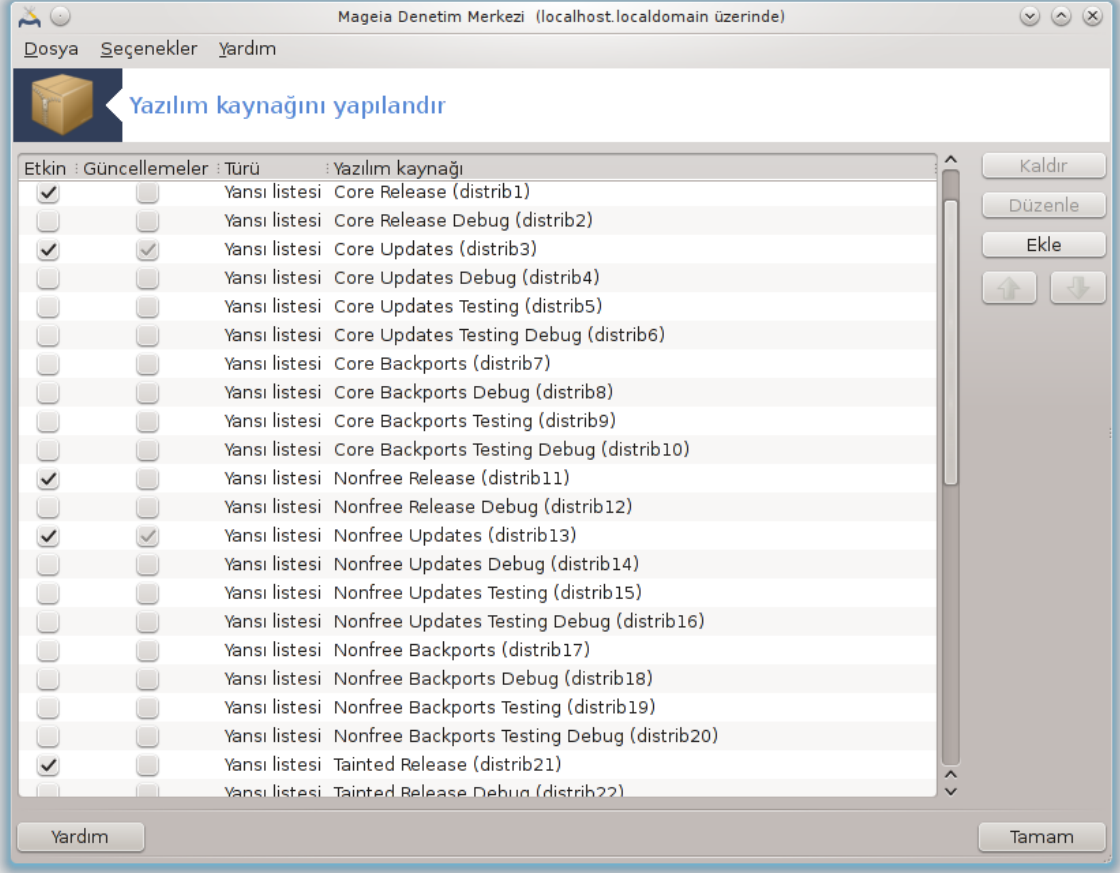 Mageia Denetim Merkezi (localhost.localdomain üzerinde)
Dosya Seçenekler Yardım
Yazılım kaynağını yapılandır
Etkin Güncellemeler Türü Yazılım kaynağı
Yansı listesi Core Release (distrib1)
Yansı listesi Core Release Debug (distrib2)
Yansı listesi Core Updates (distrib3)
Yansı listesi Core Updates Debug (distrib4)
Yansı listesi Core Updates Testing (distrib5)
Yansı listesi Core Updates Testing Debug (distrib6)
Yansı listesi Core Backports (distrib7)
Yansı listesi Core Backports Debug (distrib8)
Yansı listesi Core Backports Testing (distrib9)
Yansı listesi Core Backports Testing Debug (distrib10)
Yansı listesi Nonfree Release (distrib11)
Yansı listesi Nonfree Release Debug (distrib12)
Yansı listesi Nonfree Updates (distrib13)
Yansı listesi Nonfree Updates Debug (distrib14)
Yansı listesi Nonfree Updates Testing (distrib15)
Yansı listesi Nonfree Updates Testing Debug (distrib16)
Yansı listesi Nonfree Backports (distrib17)
Yansı listesi Nonfree Backports Debug (distrib18)
Yansı listesi Nonfree Backports Testing (distrib19)
Yansı listesi Nonfree Backports Testing Debug (distrib20)
Yansı listesi Tainted Release (distrib21)
Yansı listesi Tainted Release Debug (distrib22)
Kaldır
Düzenle
Ekle
Yardım
Tamam